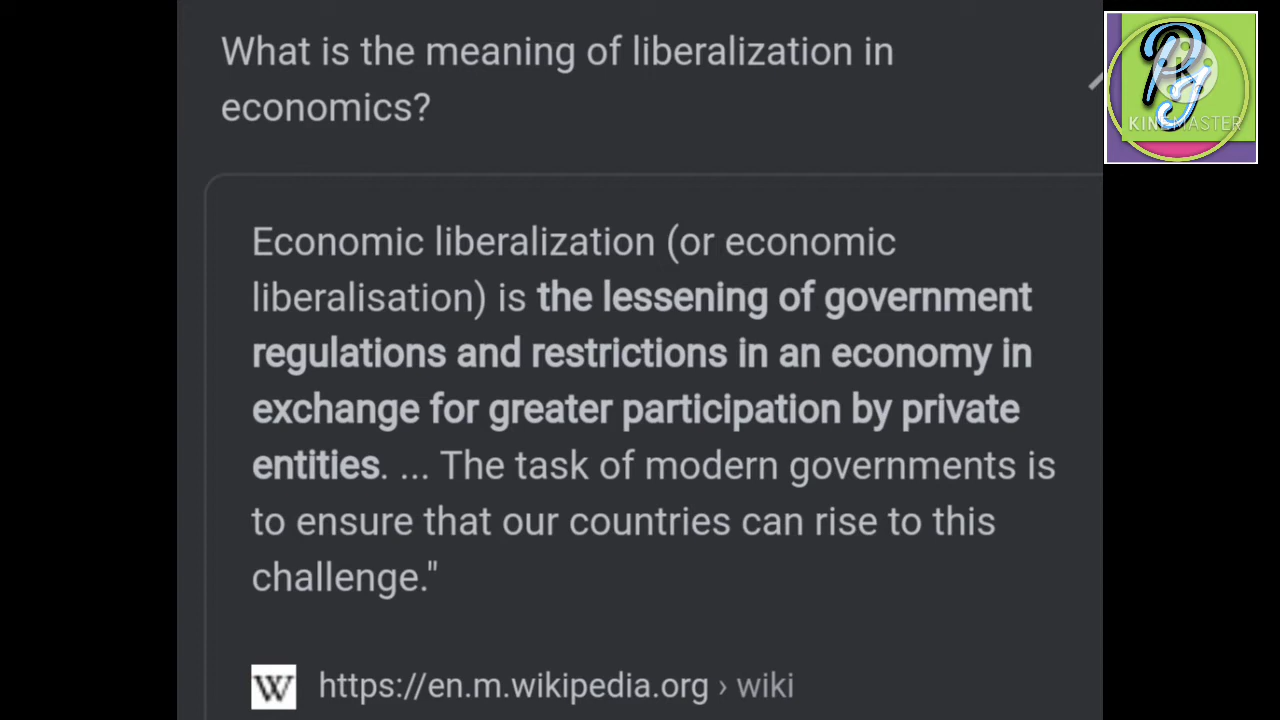 What is the meaning of liberalization in
economics?
Economic liberalization (or economic
liberalisation) is the lessening of government
regulations and restrictions in an economy in
exchange for greater participation by private
entities. ... The task of modern governments is
to ensure that our countries can rise to this
challenge."
W https://en.m.wikipedia.org › wiki
PJ
KINEMASTER